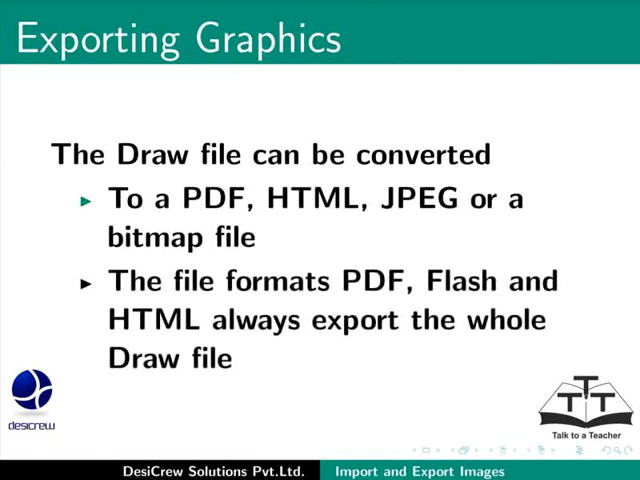 Exporting Graphics
The Draw file can be converted
To a PDF, HTML, JPEG or a
bitmap file
The file formats PDF, Flash and
HTML always export the whole
Draw file
desicrew
TTT
Talk to a Teacher
DesiCrew Solutions Pvt.Ltd. Import and Export Images